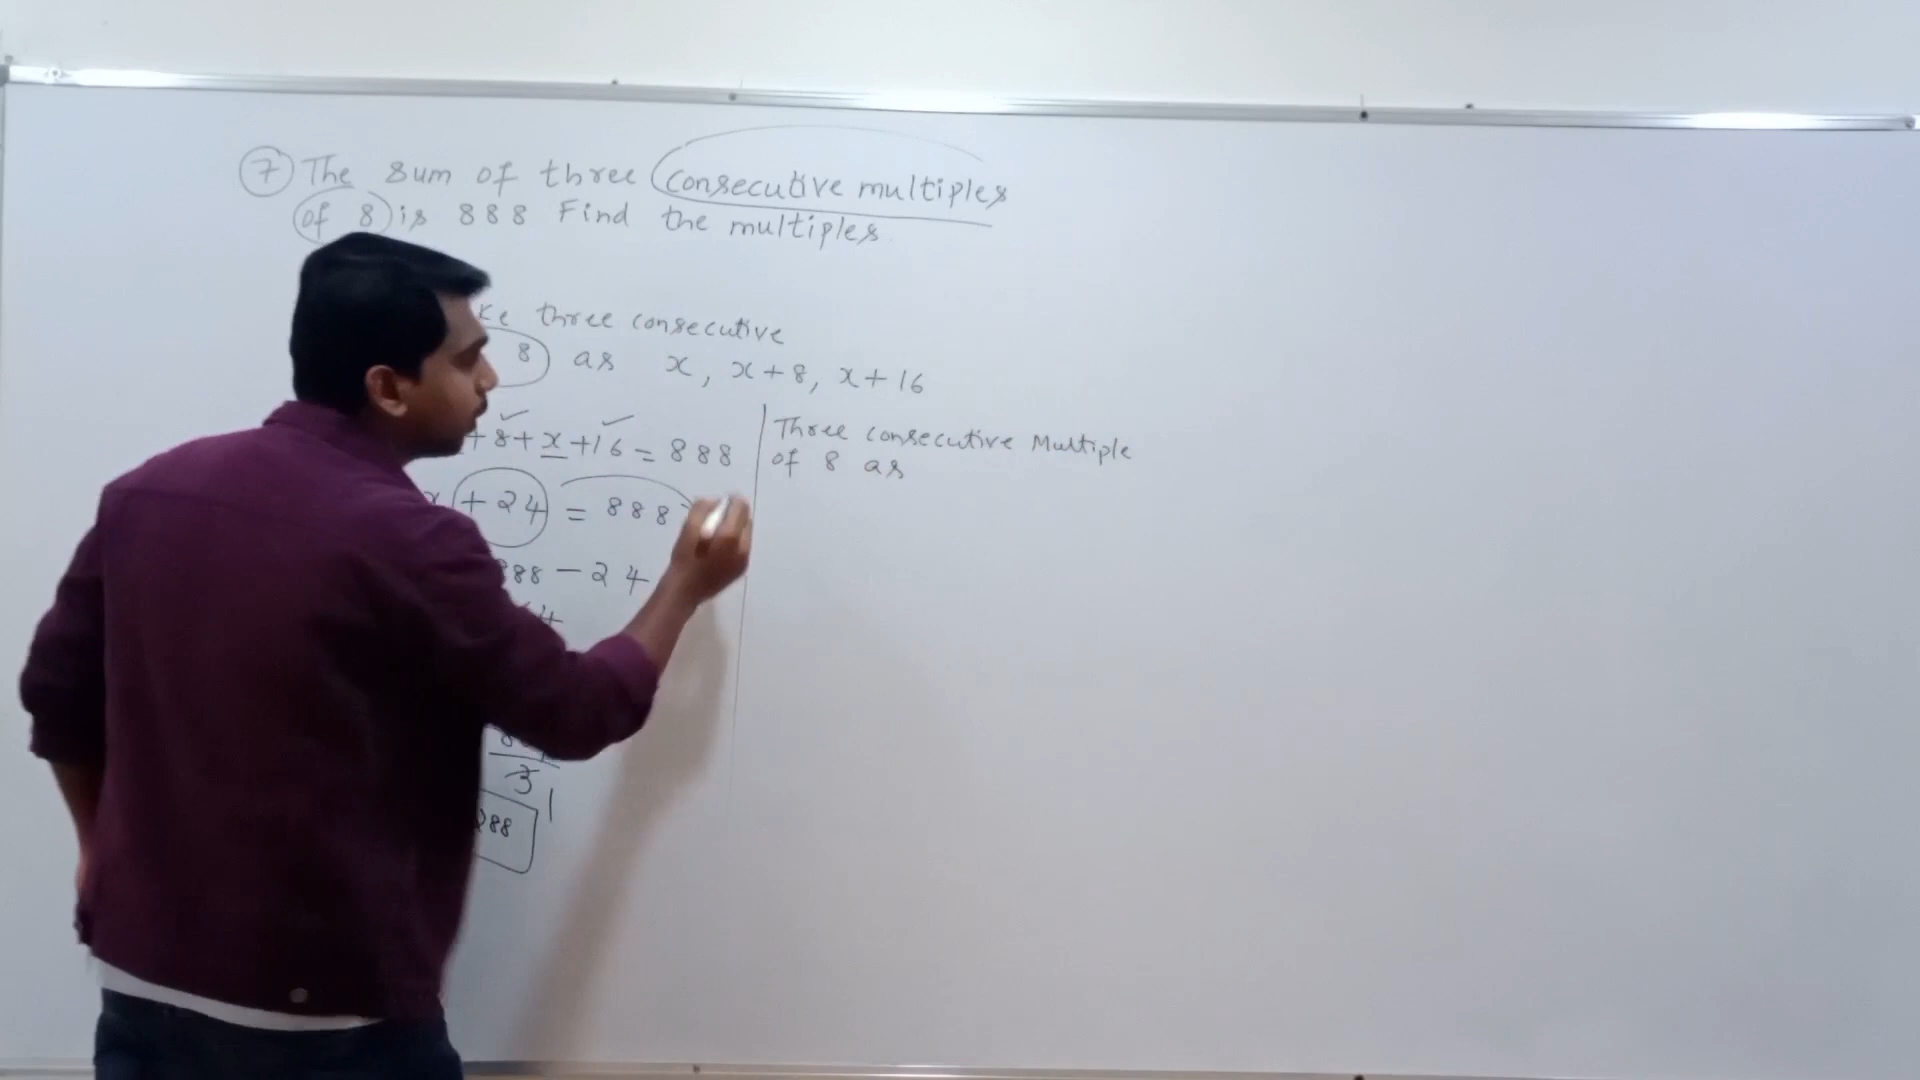 7 The sum of three consecutive multiples
of 8 is 888 Find the multiples.
ke three consecutive
8 as x, x+8, x+16
+8+x+16=888
x+24=888
888-24
3
288
Three consecutive Multiple
of 8 as